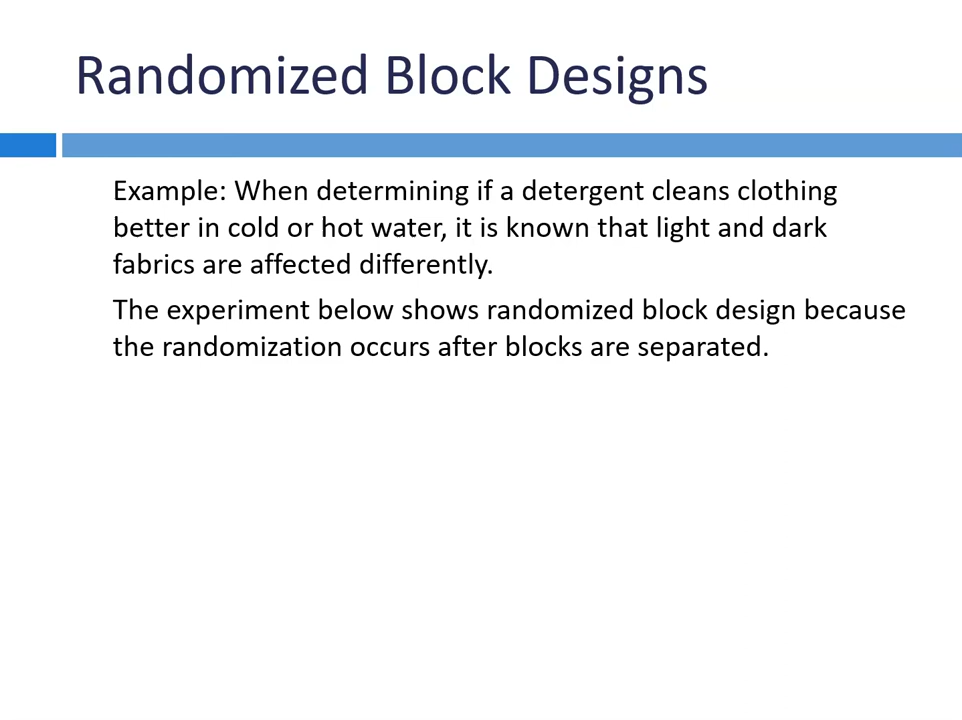 Randomized Block Designs
Example: When determining if a detergent cleans clothing
better in cold or hot water, it is known that light and dark
fabrics are affected differently.
The experiment below shows randomized block design because
the randomization occurs after blocks are separated.